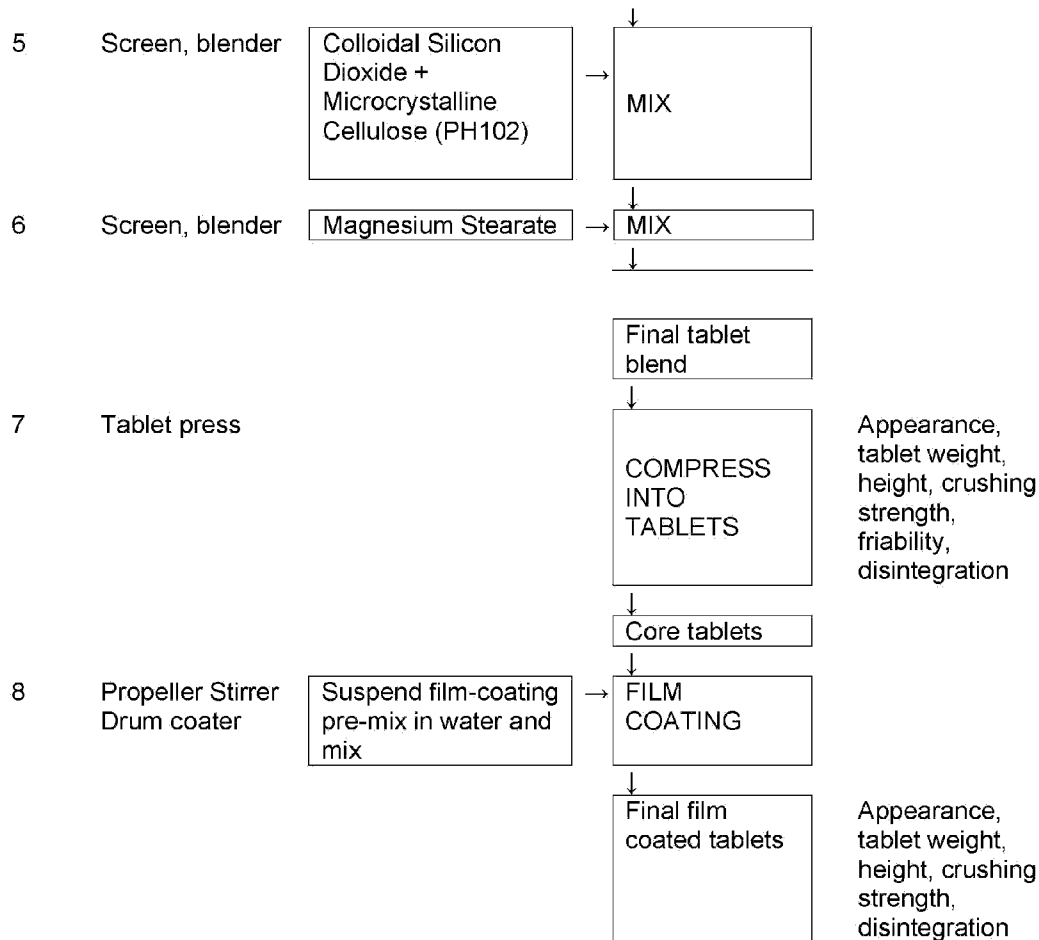 ↓
5 Screen, blender Colloidal Silicon
Dioxide + →
Microcrystalline MIX
Cellulose (PH102)
↓
6 Screen, blender Magnesium Stearate → MIX
↓
Final tablet
blend
↓
7 Tablet press Appearance,
tablet weight,
COMPRESS height, crushing
INTO strength,
TABLETS friability,
disintegration
↓
Core tablets
↓
8 Propeller Stirrer Suspend film-coating → FILM
Drum coater pre-mix in water and COATING
mix
↓
Final film Appearance,
coated tablets tablet weight,
height, crushing
strength,
disintegration